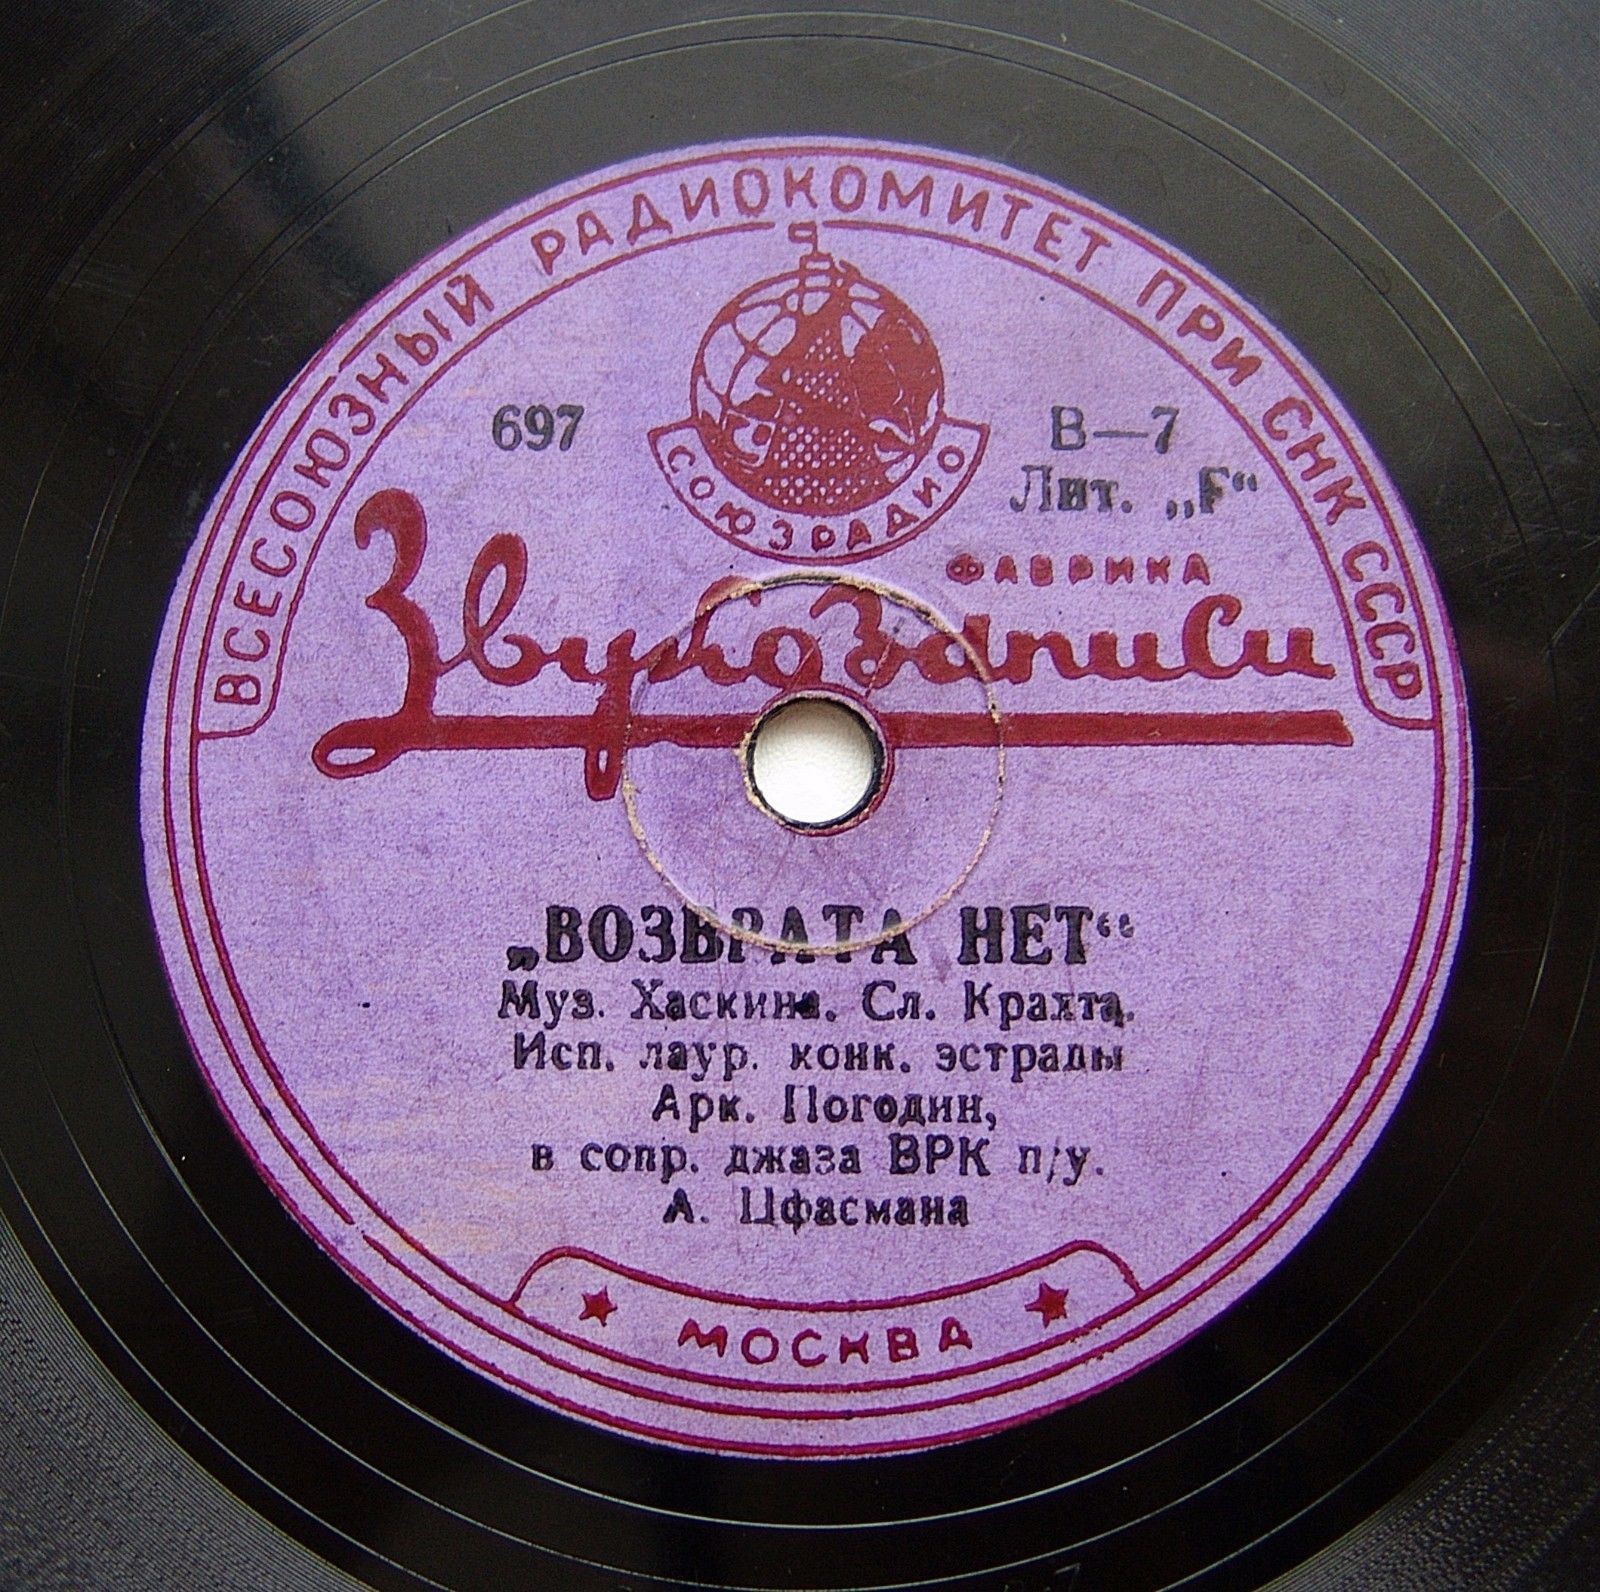 ВСЕСОЮЗНЫЙ РАДИОКОМИТЕТ ПРИ СНК СССР
СОЮЗРАДИО
697
В—7
Лит. „F“
ФАБРИКА
Звукозаписи
„ВОЗВРАТА НЕТ“
Муз. Хаскина. Сл. Крахта.
Исп. лаур. конк. эстрады
Арк. Погодин,
в сопр. джаза ВРК п/у.
А. Цфасмана
МОСКВА